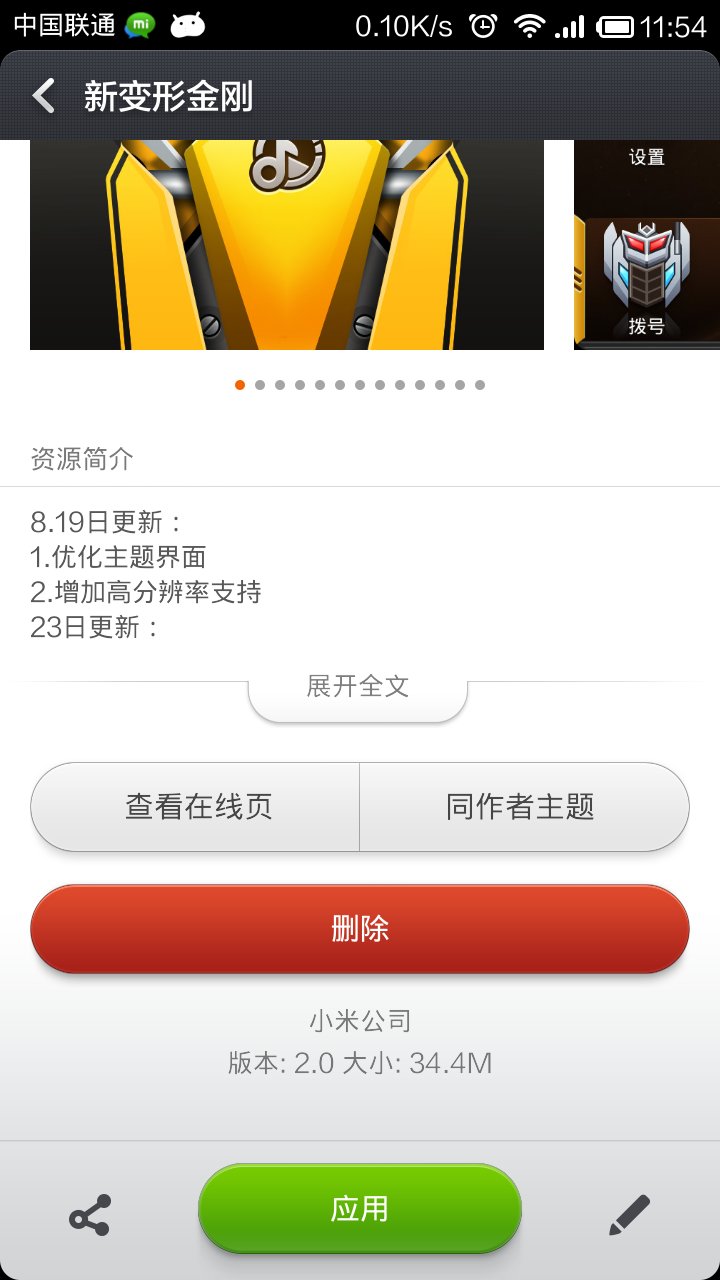 中国联通 mi 0.10K/s 11:54
新变形金刚
设置
拨号
资源简介
8.19日更新：
1.优化主题界面
2.增加高分辨率支持
23日更新：
展开全文
查看在线页 同作者主题
删除
小米公司
版本: 2.0 大小: 34.4M
应用